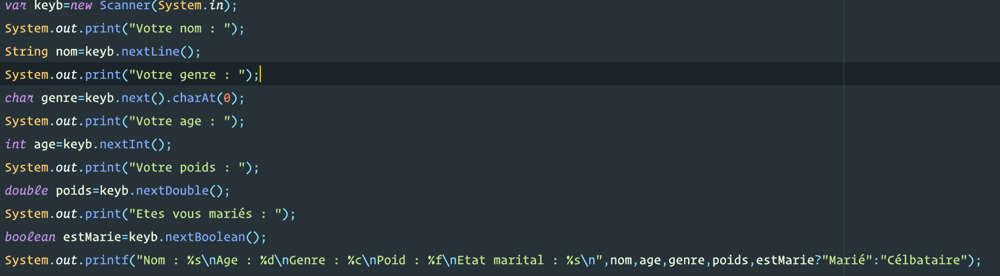 var keyb=new Scanner(System.in);
System.out.print("Votre nom : ");
String nom=keyb.nextLine();
System.out.print("Votre genre : ");
char genre=keyb.next().charAt(0);
System.out.print("Votre age : ");
int age=keyb.nextInt();
System.out.print("Votre poids : ");
double poids=keyb.nextDouble();
System.out.print("Etes vous mariés : ");
boolean estMarie=keyb.nextBoolean();
System.out.printf("Nom : %s\nAge : %d\nGenre : %c\nPoid : %f\nEtat marital : %s\n",nom,age,genre,poids,estMarie?"Marié":"Célbataire");